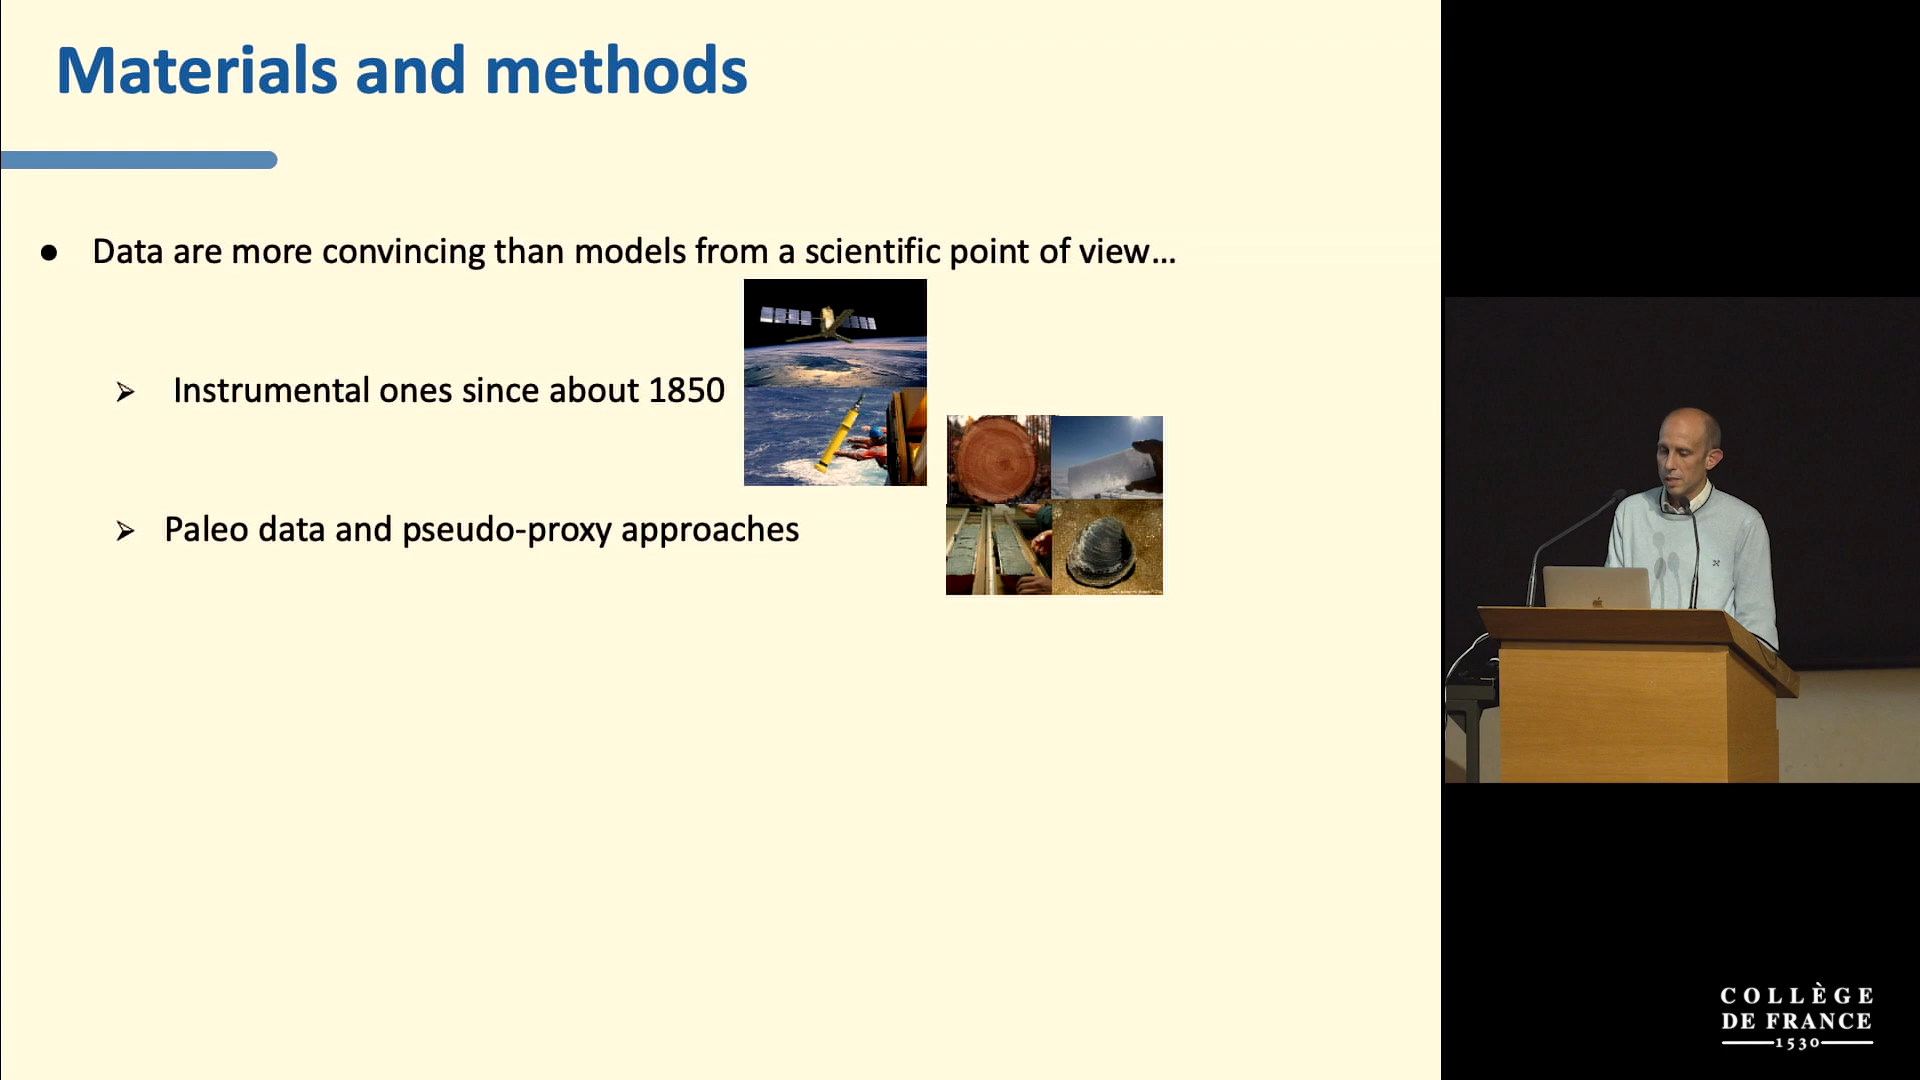 Materials and methods
● Data are more convincing than models from a scientific point of view...
➢ Instrumental ones since about 1850
➢ Paleo data and pseudo-proxy approaches
COLLÈGE
DE FRANCE
1530